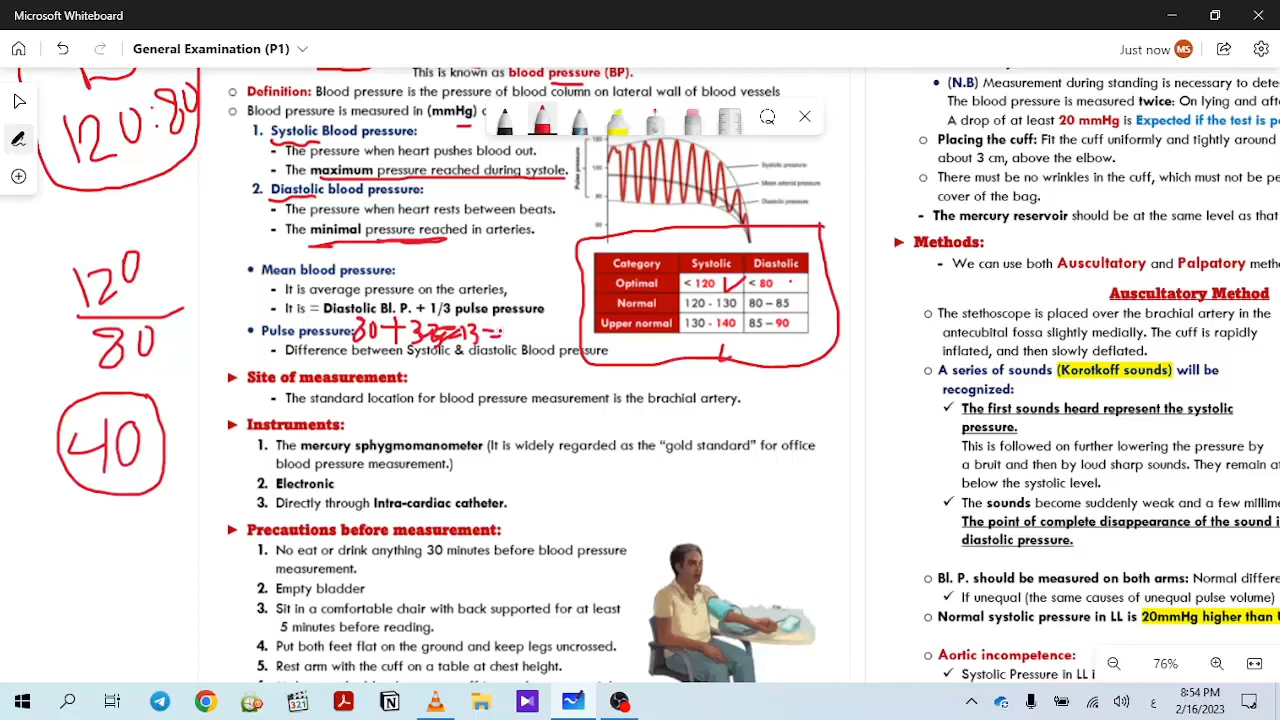 General Examination (P1)
Just now
MS
This is known as blood pressure (BP).
Definition: Blood pressure is the pressure of blood column on lateral wall of blood vessels
Blood pressure is measured in (mmHg)
1. Systolic Blood pressure:
- The pressure when heart pushes blood out.
- The maximum pressure reached during systole.
2. Diastolic blood pressure:
- The pressure when heart rests between beats.
- The minimal pressure reached in arteries.
• Mean blood pressure:
- It is average pressure on the arteries,
- It is = Diastolic Bl. P. + 1/3 pulse pressure
• Pulse pressure:
80 +
- Difference between Systolic & diastolic Blood pressure
120:80
120
80
40
Pulse pressure
Systolic pressure
Mean arterial pressure
Diastolic pressure
Category Systolic Diastolic
Optimal < 120 < 80
Normal 120 - 130 80 – 85
Upper normal 130 - 140 85 – 90
Site of measurement:
- The standard location for blood pressure measurement is the brachial artery.
Instruments:
1. The mercury sphygmomanometer (It is widely regarded as the “gold standard” for office
blood pressure measurement.)
2. Electronic
3. Directly through Intra-cardiac catheter.
Precautions before measurement:
1. No eat or drink anything 30 minutes before blood pressure
measurement.
2. Empty bladder
3. Sit in a comfortable chair with back supported for at least
5 minutes before reading.
4. Put both feet flat on the ground and keep legs uncrossed.
5. Rest arm with the cuff on a table at chest height.
• (N.B) Measurement during standing is necessary to dete
The blood pressure is measured twice: On lying and afte
A drop of at least 20 mmHg is Expected if the test is po
Placing the cuff: Fit the cuff uniformly and tightly around
about 3 cm, above the elbow.
There must be no wrinkles in the cuff, which must be pe
cover of the bag.
- The mercury reservoir should be at the same level as that
Methods:
- We can use both Auscultatory and Palpatory meth
Auscultatory Method
The stethoscope is placed over the brachial artery in the
antecubital fossa slightly medially. The cuff is rapidly
inflated, and then slowly deflated.
A series of sounds (Korotkoff sounds) will be
recognized:
✓ The first sounds heard represent the systolic
pressure.
This is followed on further lowering the pressure by
a bruit and then by loud sharp sounds. They remain at
below the systolic level.
✓ The sounds become suddenly weak and a few millime
The point of complete disappearance of the sound i
diastolic pressure.
Bl. P. should be measured on both arms: Normal differe
✓ If unequal (the same causes of unequal pulse volume)
Normal systolic pressure in LL is 20mmHg higher than U
Aortic incompetence:
✓ Systolic Pressure in LL i
76%
321
8:54 PM
2/16/2023